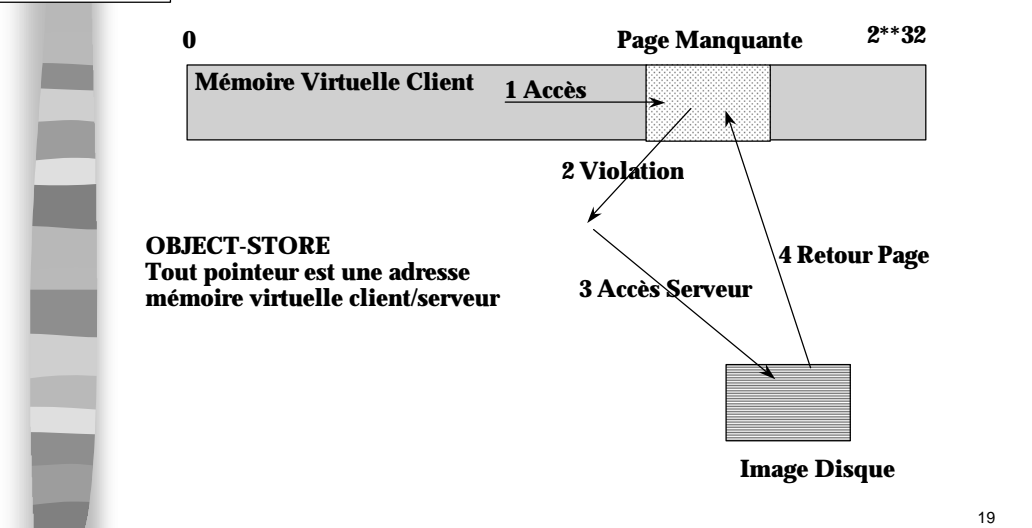 0
Page Manquante
2**32
Mémoire Virtuelle Client
1 Accès
2 Violation
OBJECT-STORE
Tout pointeur est une adresse
mémoire virtuelle client/serveur
4 Retour Page
3 Accès Serveur
Image Disque
19